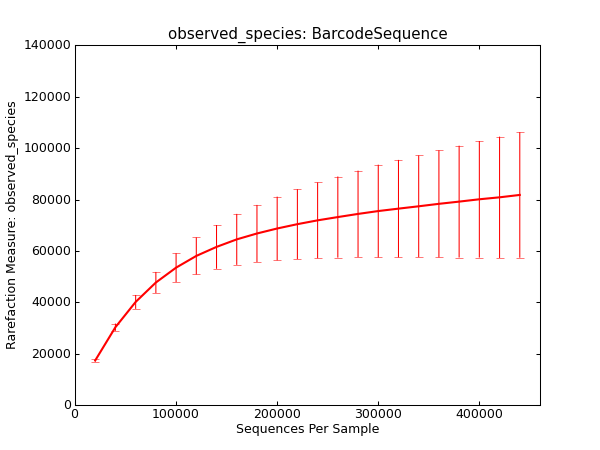 observed_species: BarcodeSequence
140000
120000
100000
80000
60000
40000
20000
0
Rarefaction Measure: observed_species
0 100000 200000 300000 400000
Sequences Per Sample